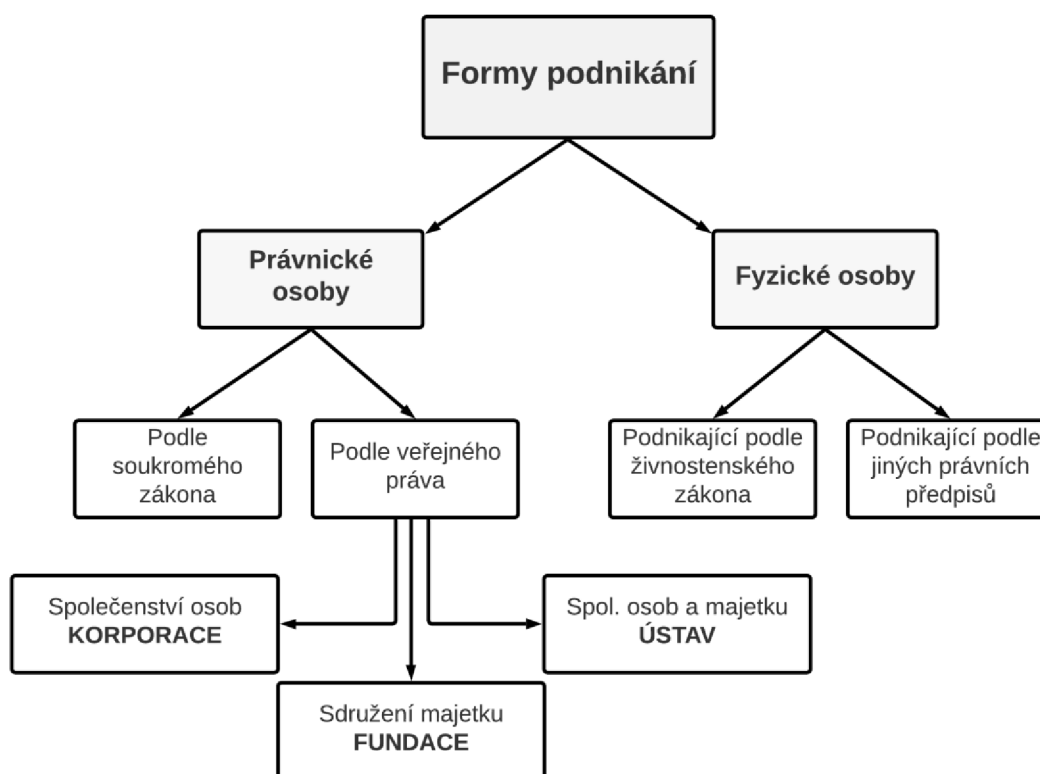 Formy podnikání
Právnické
osoby
Fyzické osoby
Podle
soukromého
zákona
Podle veřejného
práva
Podnikající podle
živnostenského
zákona
Podnikající podle
jiných právních
předpisů
Společenství osob
KORPORACE
Spol. osob a majetku
ÚSTAV
Sdružení majetku
FUNDACE